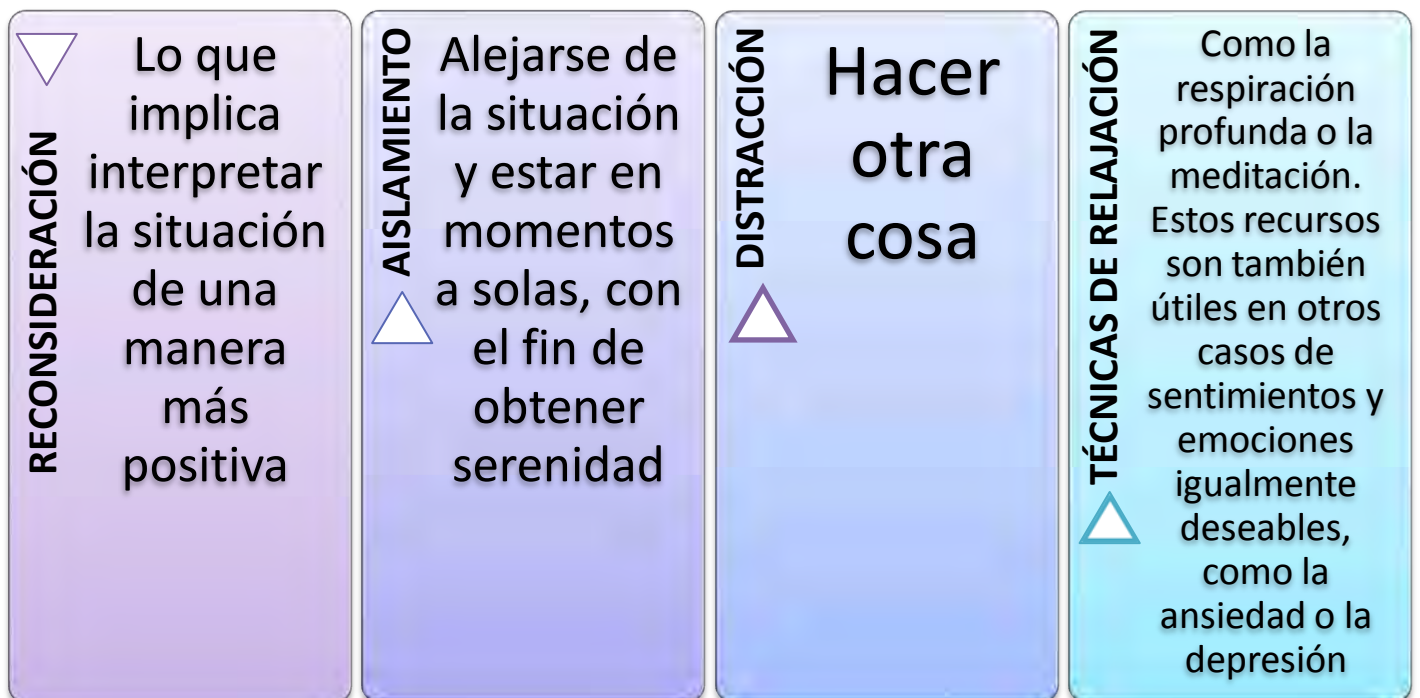 RECONSIDERACIÓN
Lo que
implica
interpretar
la situación
de una
manera
más
positiva
AISLAMIENTO
Alejarse de
la situación
y estar en
momentos
a solas, con
el fin de
obtener
serenidad
DISTRACCIÓN
Hacer
otra
cosa
TÉCNICAS DE RELAJACIÓN
Como la
respiración
profunda o la
meditación.
Estos recursos
son también
útiles en otros
casos de
sentimientos y
emociones
igualmente
deseables,
como la
ansiedad o la
depresión